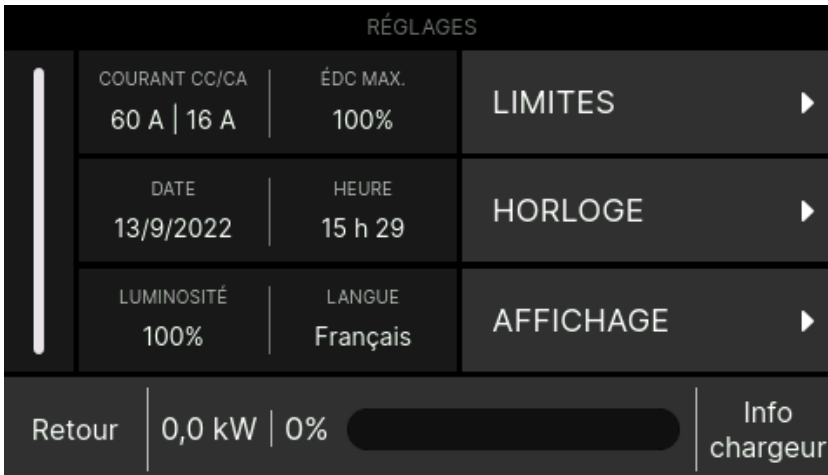 RÉGLAGES
COURANT CC/CA
ÉDC MAX.
60 A | 16 A
100%
LIMITES
DATE
HEURE
13/9/2022
15 h 29
HORLOGE
LUMINOSITÉ
LANGUE
100%
Français
AFFICHAGE
Retour
0,0 kW | 0%
Info
chargeur